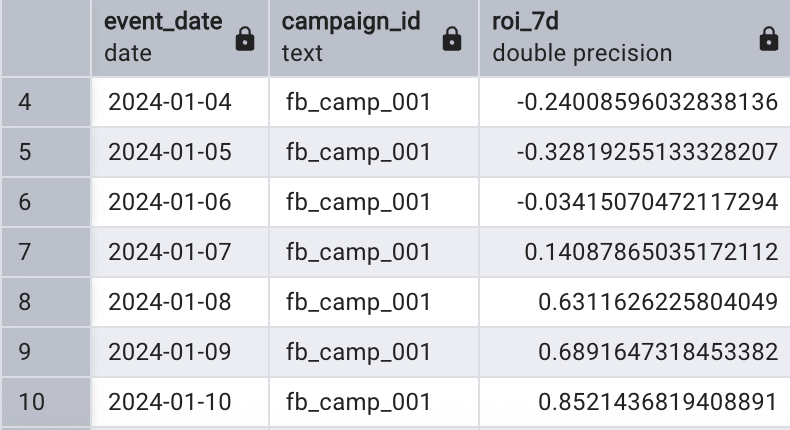 event_date campaign_id roi_7d
date text double precision
4 2024-01-04 fb_camp_001 -0.24008596032838136
5 2024-01-05 fb_camp_001 -0.32819255133328207
6 2024-01-06 fb_camp_001 -0.03415070472117294
7 2024-01-07 fb_camp_001 0.14087865035172112
8 2024-01-08 fb_camp_001 0.6311626225804049
9 2024-01-09 fb_camp_001 0.6891647318453382
10 2024-01-10 fb_camp_001 0.8521436819408891